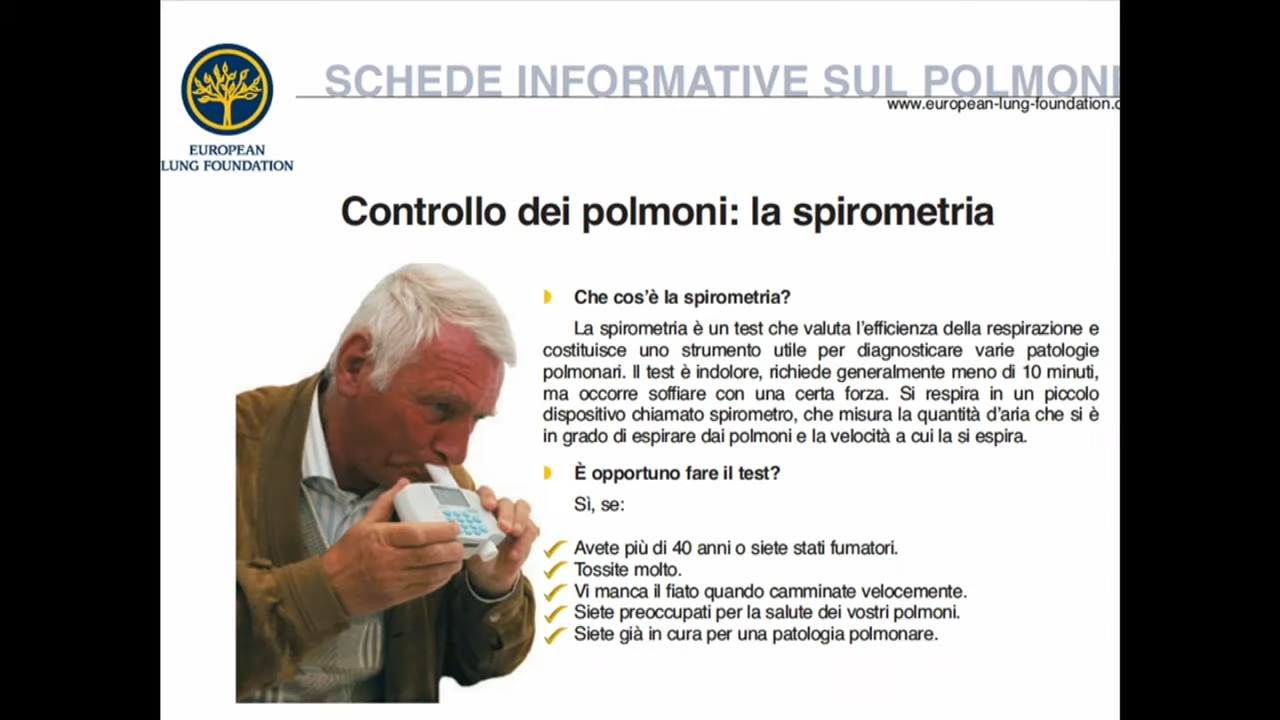 SCHEDE INFORMATIVE SUL POLMONE
www.european-lung-foundation.
EUROPEAN
LUNG FOUNDATION
Controllo dei polmoni: la spirometria
Che cos'è la spirometria?
La spirometria è un test che valuta l'efficienza della respirazione e
costituisce uno strumento utile per diagnosticare varie patologie
polmonari. Il test è indolore, richiede generalmente meno di 10 minuti,
ma occorre soffiare con una certa forza. Si respira in un piccolo
dispositivo chiamato spirometro, che misura la quantità d'aria che si è
in grado di espirare dai polmoni e la velocità a cui la si espira.
È opportuno fare il test?
Sì, se:
Avete più di 40 anni o siete stati fumatori.
Tossite molto.
Vi manca il fiato quando camminate velocemente.
Siete preoccupati per la salute dei vostri polmoni.
Siete già in cura per una patologia polmonare.